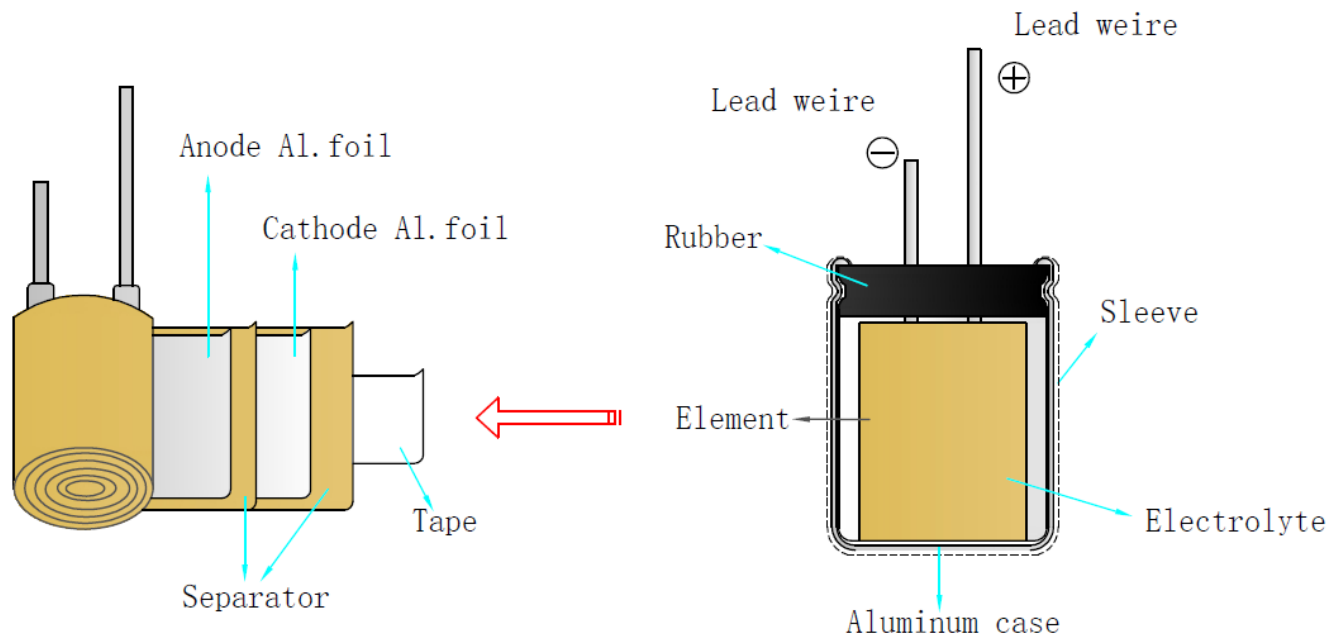 Lead weire
Lead weire
Anode Al.foil
Cathode Al.foil
Rubber
Sleeve
Element
Tape
Electrolyte
Separator
Aluminum case